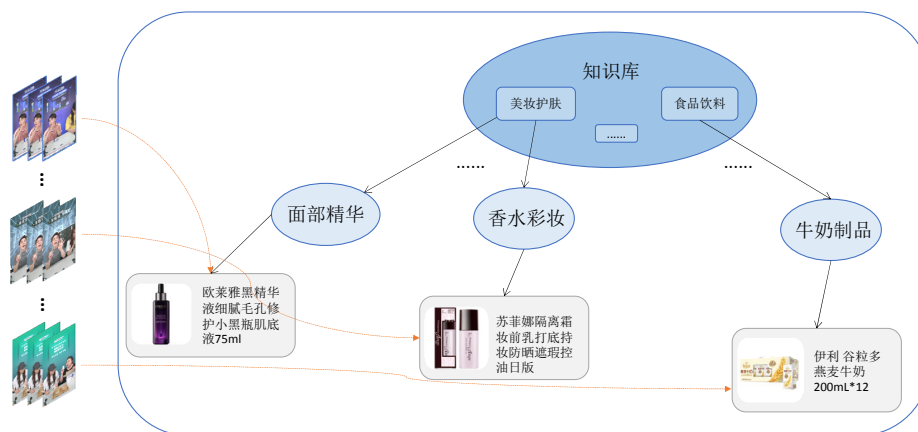 知识库
美妆护肤
食品饮料
......
......
......
面部精华
香水彩妆
牛奶制品
欧莱雅黑精华
液细腻毛孔修
护小黑瓶肌底
液75ml
苏菲娜隔离霜
妆前乳打底持
妆防晒遮瑕控
油日版
伊利 谷粒多
燕麦牛奶
200mL*12